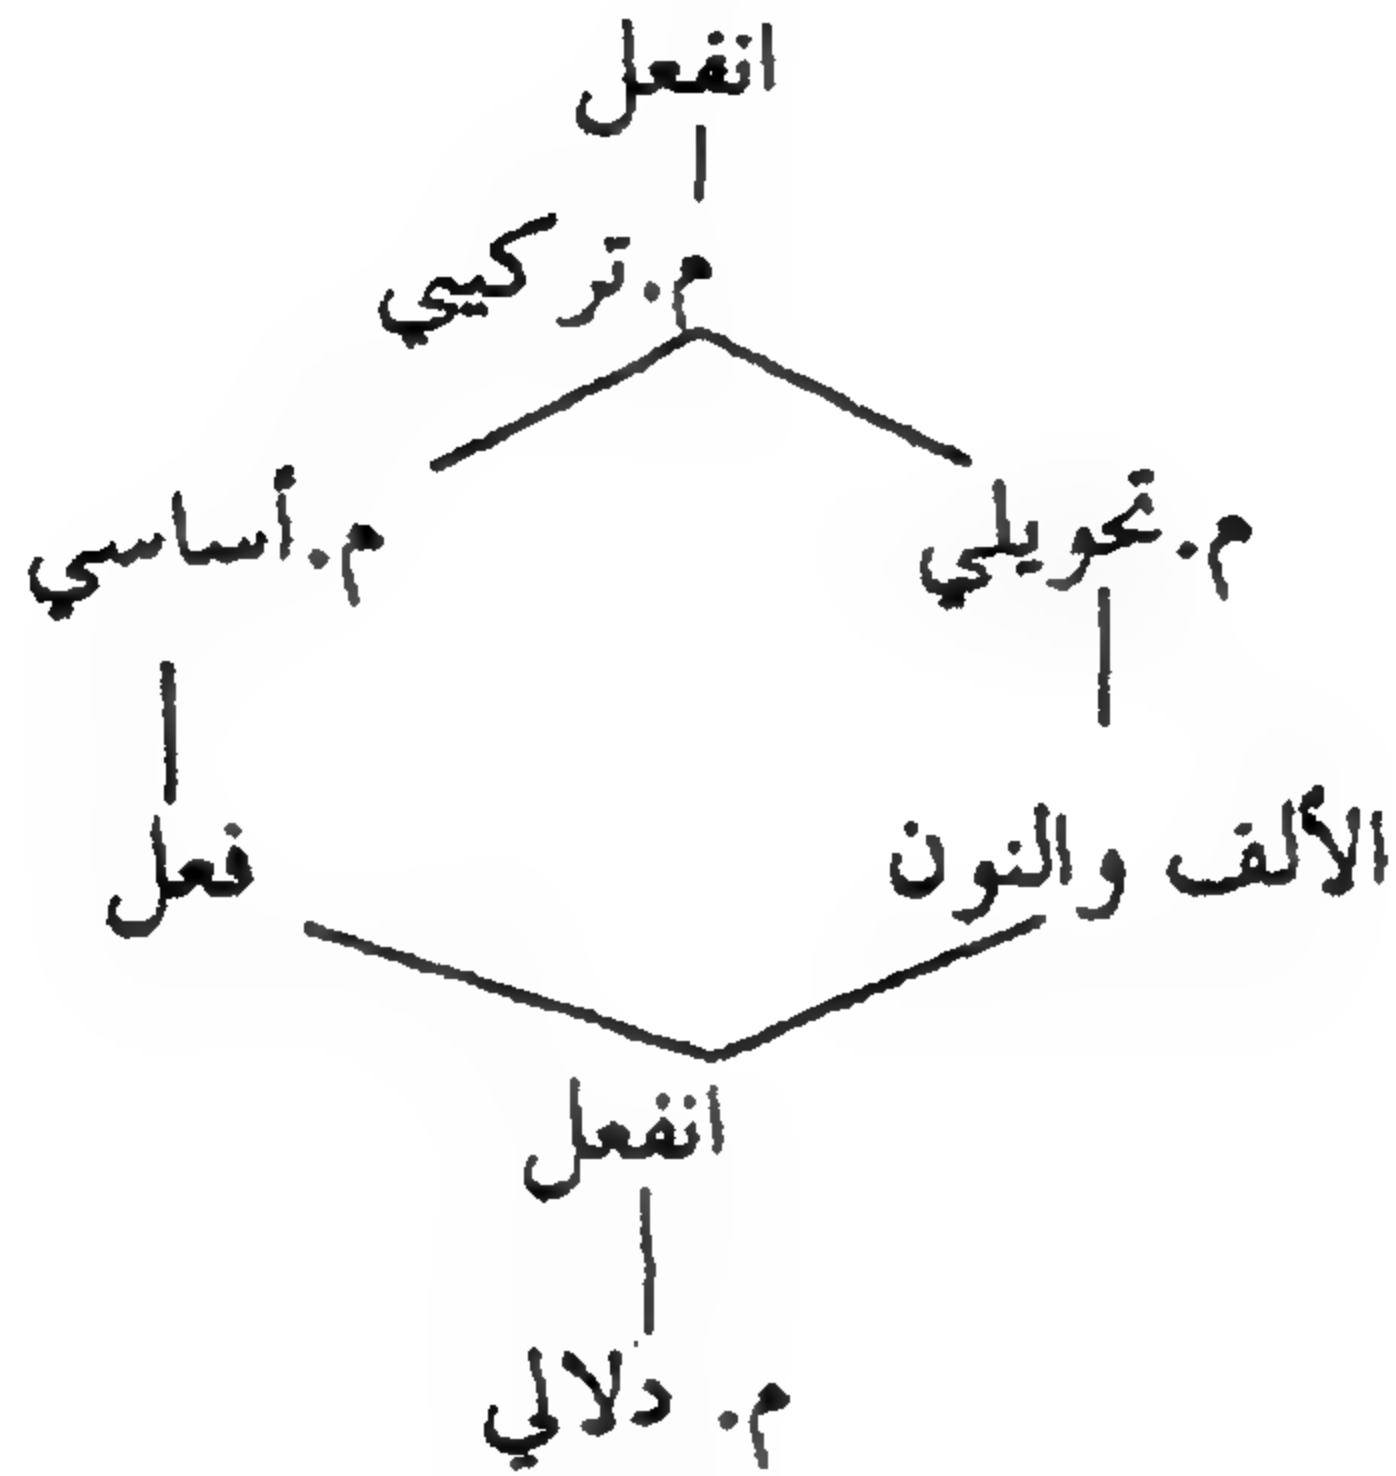 انفعل
م.تركيبي
م.تحويلي
م.أساسي
الألف والنون
فعل
انفعل
م. دلالي